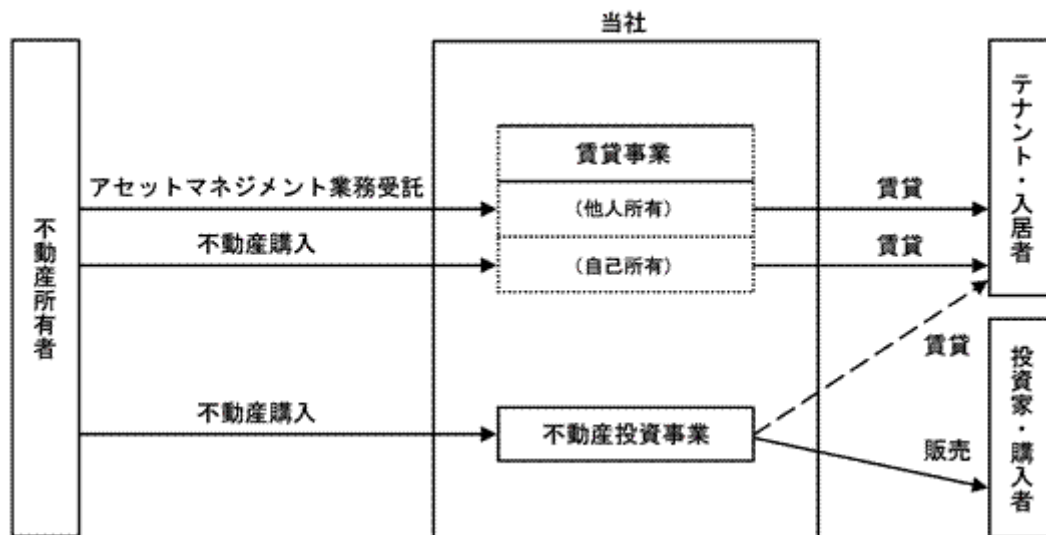 当社
不動産所有者
アセットマネジメント業務受託
不動産購入
不動産購入
賃貸事業
(他人所有)
(自己所有)
不動産投資事業
賃貸
賃貸
賃貸
販売
テナント・入居者
投資家・購入者